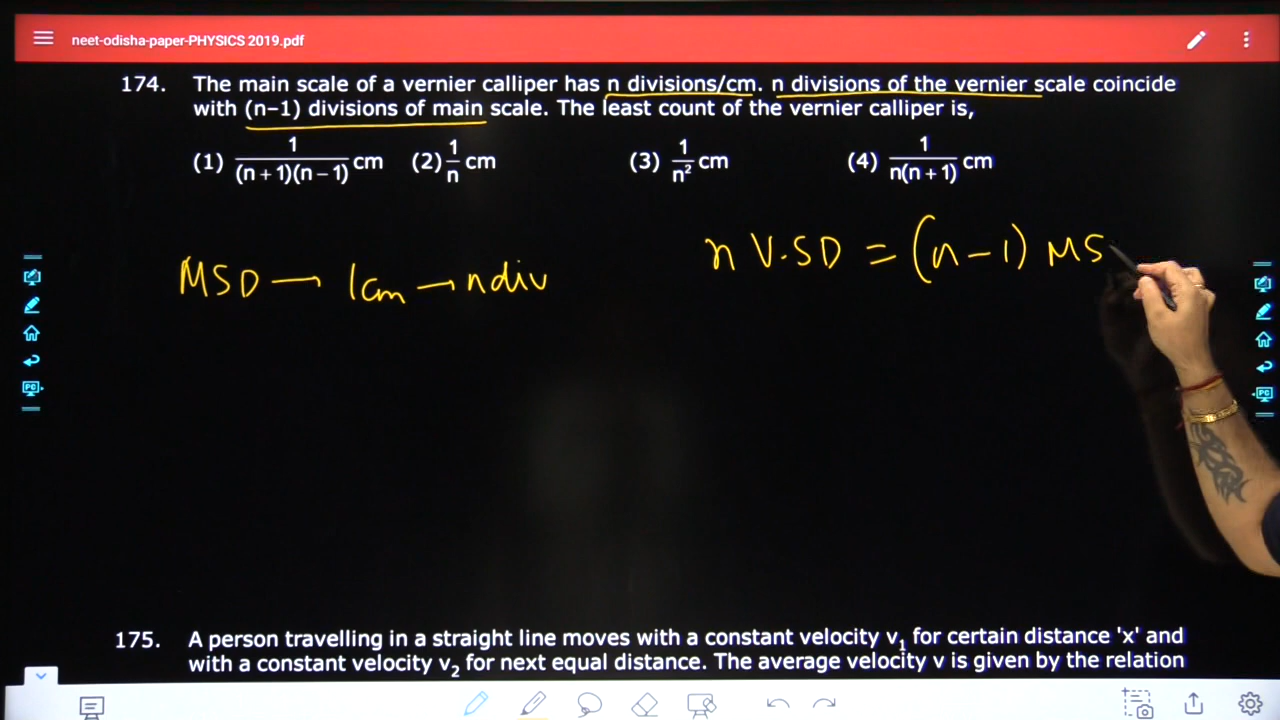 neet-odisha-paper-PHYSICS 2019.pdf
174. The main scale of a vernier calliper has n divisions/cm. n divisions of the vernier scale coincide
with (n–1) divisions of main scale. The least count of the vernier calliper is,
(1) 1/((n + 1)(n – 1)) cm (2) 1/n cm (3) 1/n² cm (4) 1/(n(n + 1)) cm
n V.SD = (n – 1) MS
MSD — 1cm — n div
PC
PC
175. A person travelling in a straight line moves with a constant velocity v₁ for certain distance 'x' and
with a constant velocity v₂ for next equal distance. The average velocity v is given by the relation